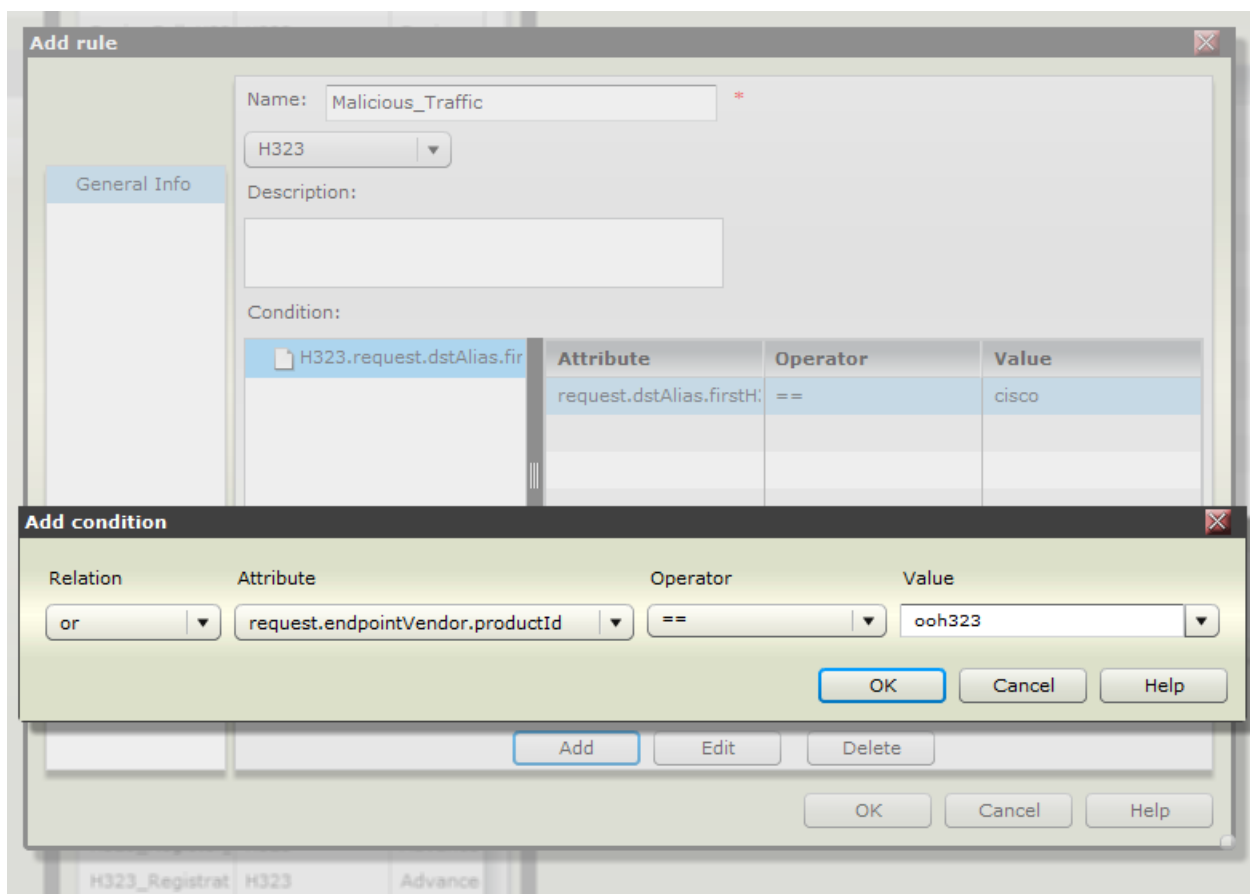 Add rule
Name: Malicious_Traffic *
H323
General Info
Description:
Condition:
H323.request.dstAlias.fir
Attribute Operator Value
request.dstAlias.firstH: == cisco
Add condition
Relation Attribute Operator Value
or request.endpointVendor.productId == ooh323
OK Cancel Help
Add Edit Delete
OK Cancel Help
H323_Registrat H323 Advance